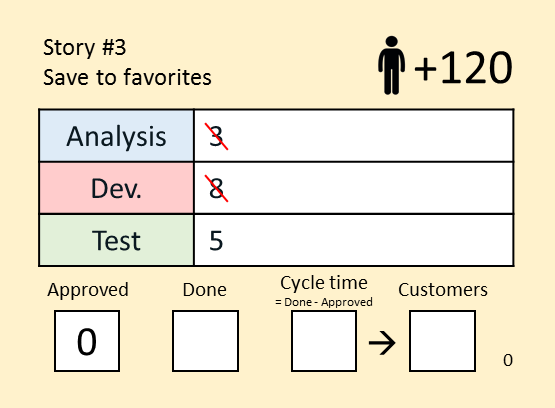 Story #3
Save to favorites
+120
Analysis 3
Dev. 8
Test 5
Approved Done Cycle time Customers
= Done - Approved
0 →
0